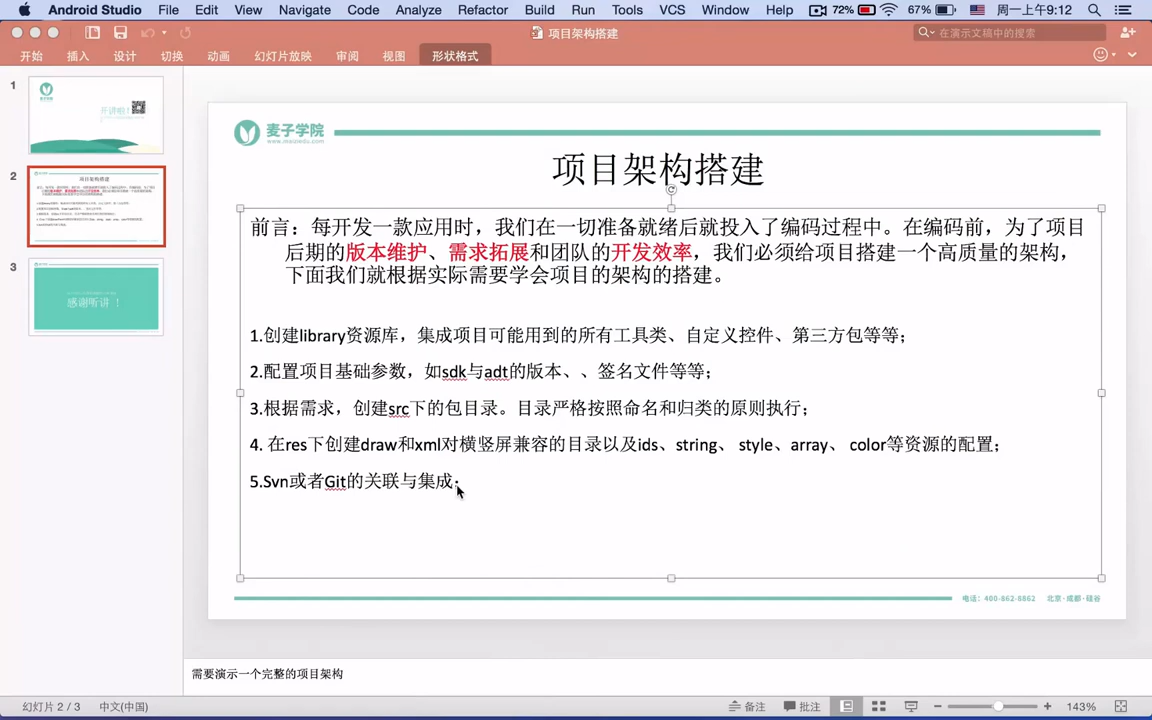 Android Studio File Edit View Navigate Code Analyze Refactor Build Run Tools VCS Window Help 72% 67% 周一上午9:12
项目架构搭建
在演示文稿中的搜索
开始 插入 设计 切换 动画 幻灯片放映 审阅 视图 形状格式
1
2
3
项目架构搭建
感谢听讲！
麦子学院
www.maiziedu.com
项目架构搭建
前言：每开发一款应用时，我们在一切准备就绪后就投入了编码过程中。在编码前，为了项目
后期的版本维护、需求拓展和团队的开发效率，我们必须给项目搭建一个高质量的架构，
下面我们就根据实际需要学会项目的架构的搭建。
1.创建library资源库，集成项目可能用到的所有工具类、自定义控件、第三方包等等；
2.配置项目基础参数，如sdk与adt的版本、、签名文件等等；
3.根据需求，创建src下的包目录。目录严格按照命名和归类的原则执行；
4. 在res下创建draw和xml对横竖屏兼容的目录以及ids、string、 style、array、 color等资源的配置；
5.Svn或者Git的关联与集成；
电话：400-862-8862 北京·成都·硅谷
需要演示一个完整的项目架构
幻灯片 2 / 3 中文(中国) 备注 批注 143%